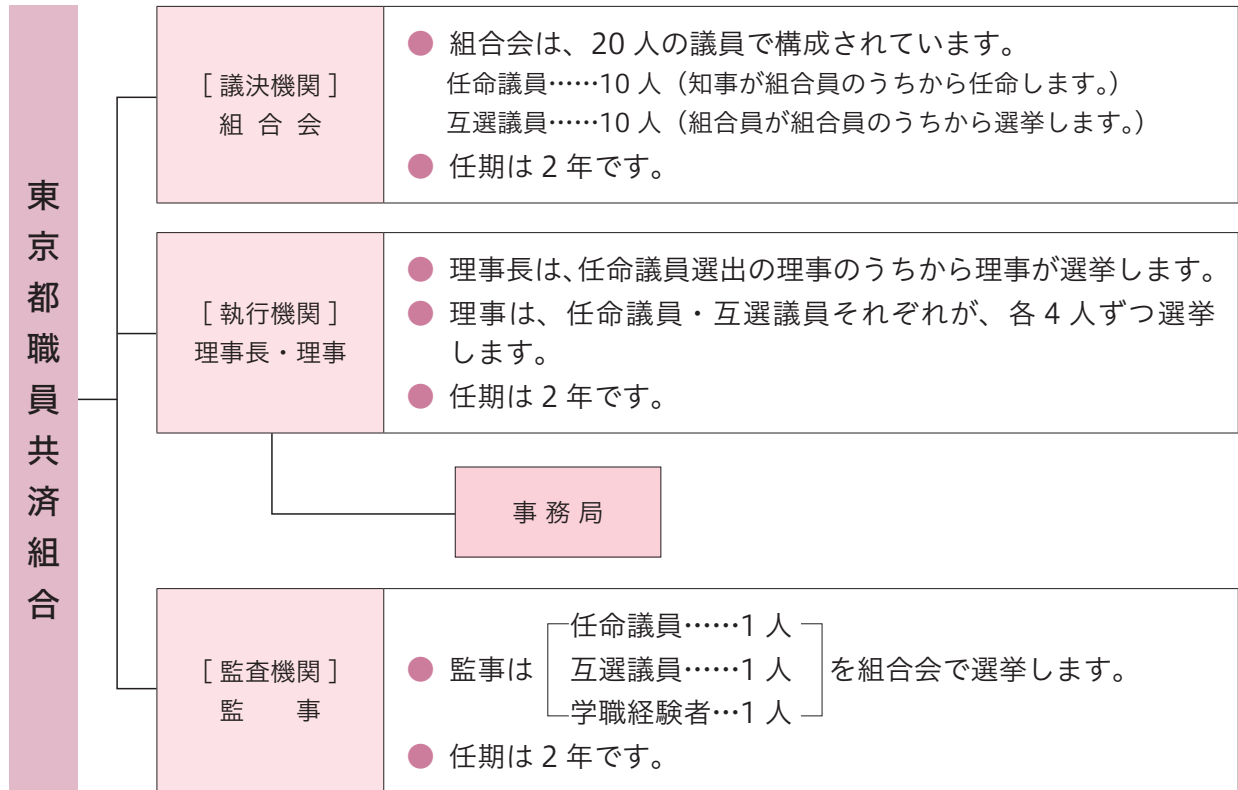 東京都職員共済組合
[ 議決機関 ]
組 合 会
● 組合会は、20 人の議員で構成されています。
任命議員……10 人（知事が組合員のうちから任命します。）
互選議員……10 人（組合員が組合員のうちから選挙します。）
● 任期は 2 年です。
[ 執行機関 ]
理事長・理事
● 理事長は、任命議員選出の理事のうちから理事が選挙します。
● 理事は、任命議員・互選議員それぞれが、各 4 人ずつ選挙
します。
● 任期は 2 年です。
事 務 局
[ 監査機関 ]
監　　事
● 監事は
任命議員……1 人
互選議員……1 人
学職経験者…1 人
を組合会で選挙します。
● 任期は 2 年です。